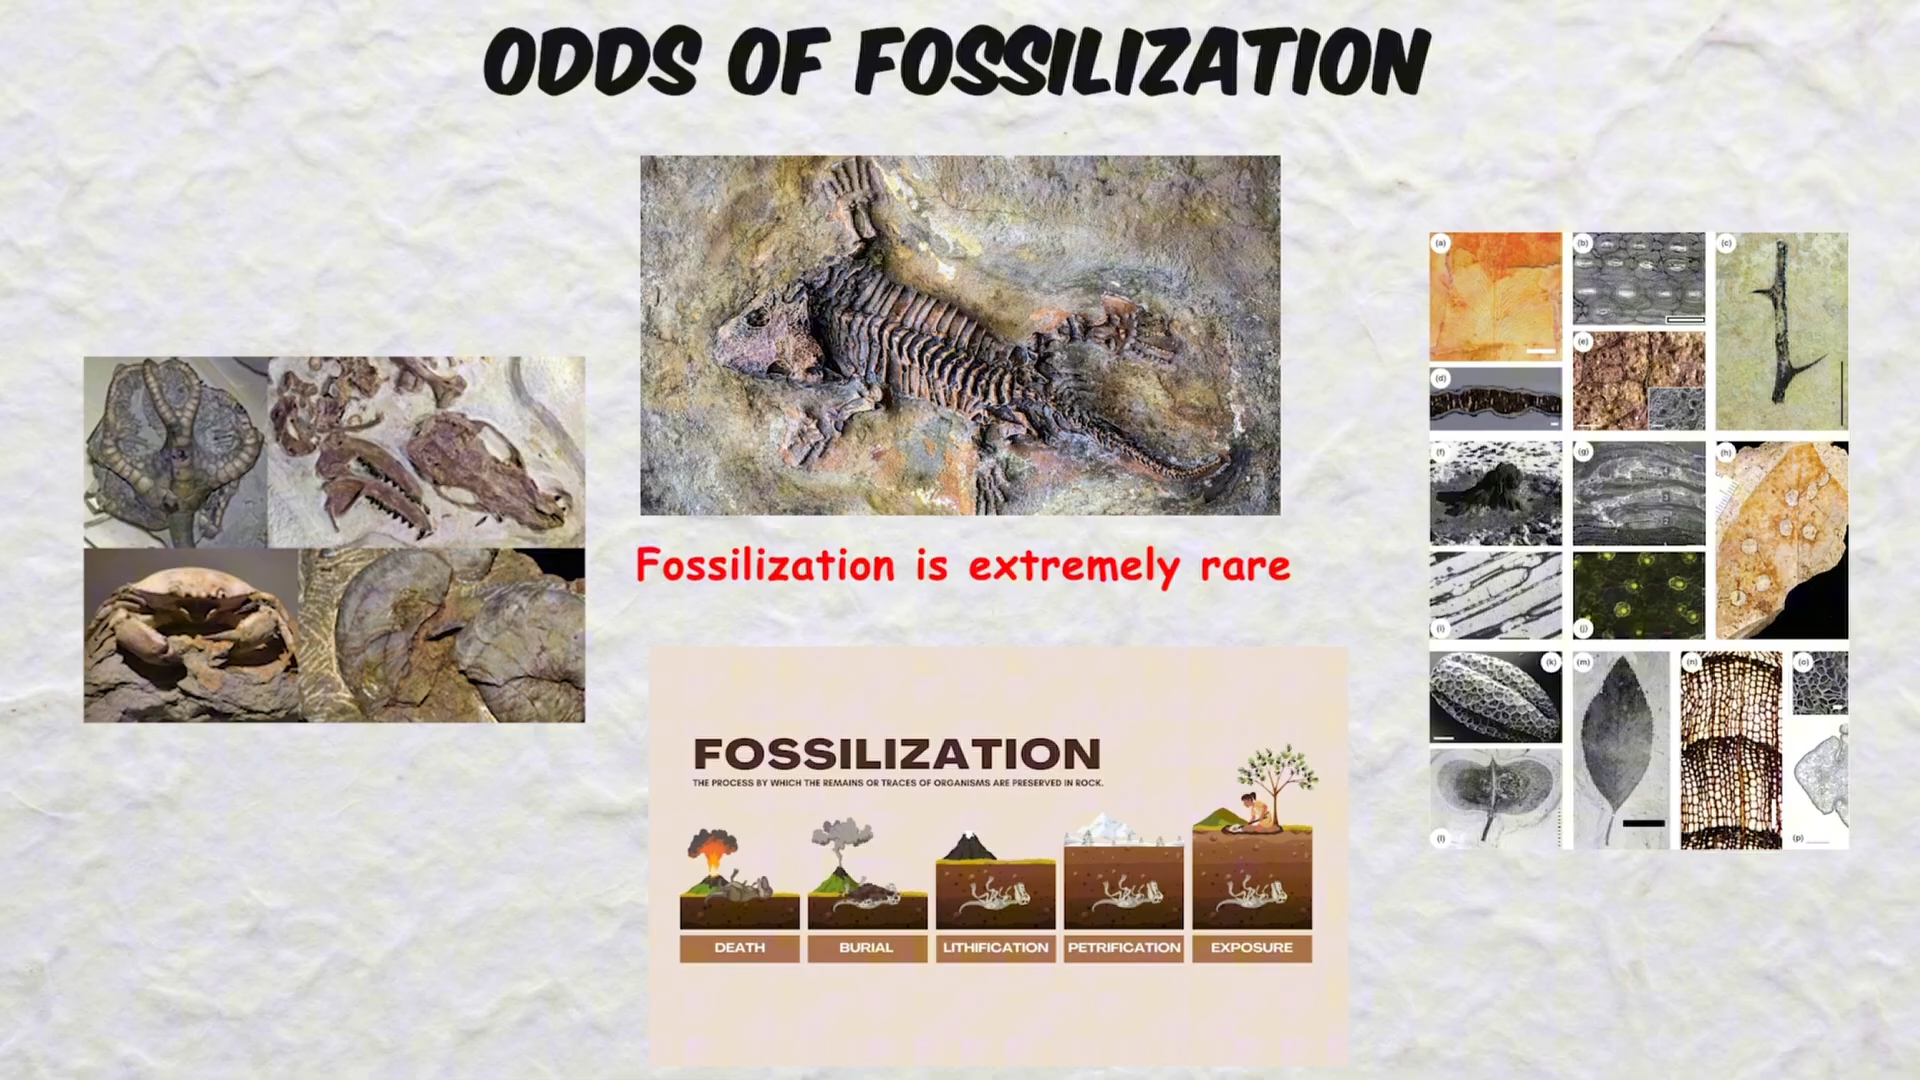 ODDS OF FOSSILIZATION
(a)
(b)
(c)
(d)
(e)
(f)
(g)
(h)
(i)
(j)
(k)
(m)
(n)
(o)
(l)
(p)
Fossilization is extremely rare
FOSSILIZATION
THE PROCESS BY WHICH THE REMAINS OR TRACES OF ORGANISMS ARE PRESERVED IN ROCK.
DEATH
BURIAL
LITHIFICATION
PETRIFICATION
EXPOSURE